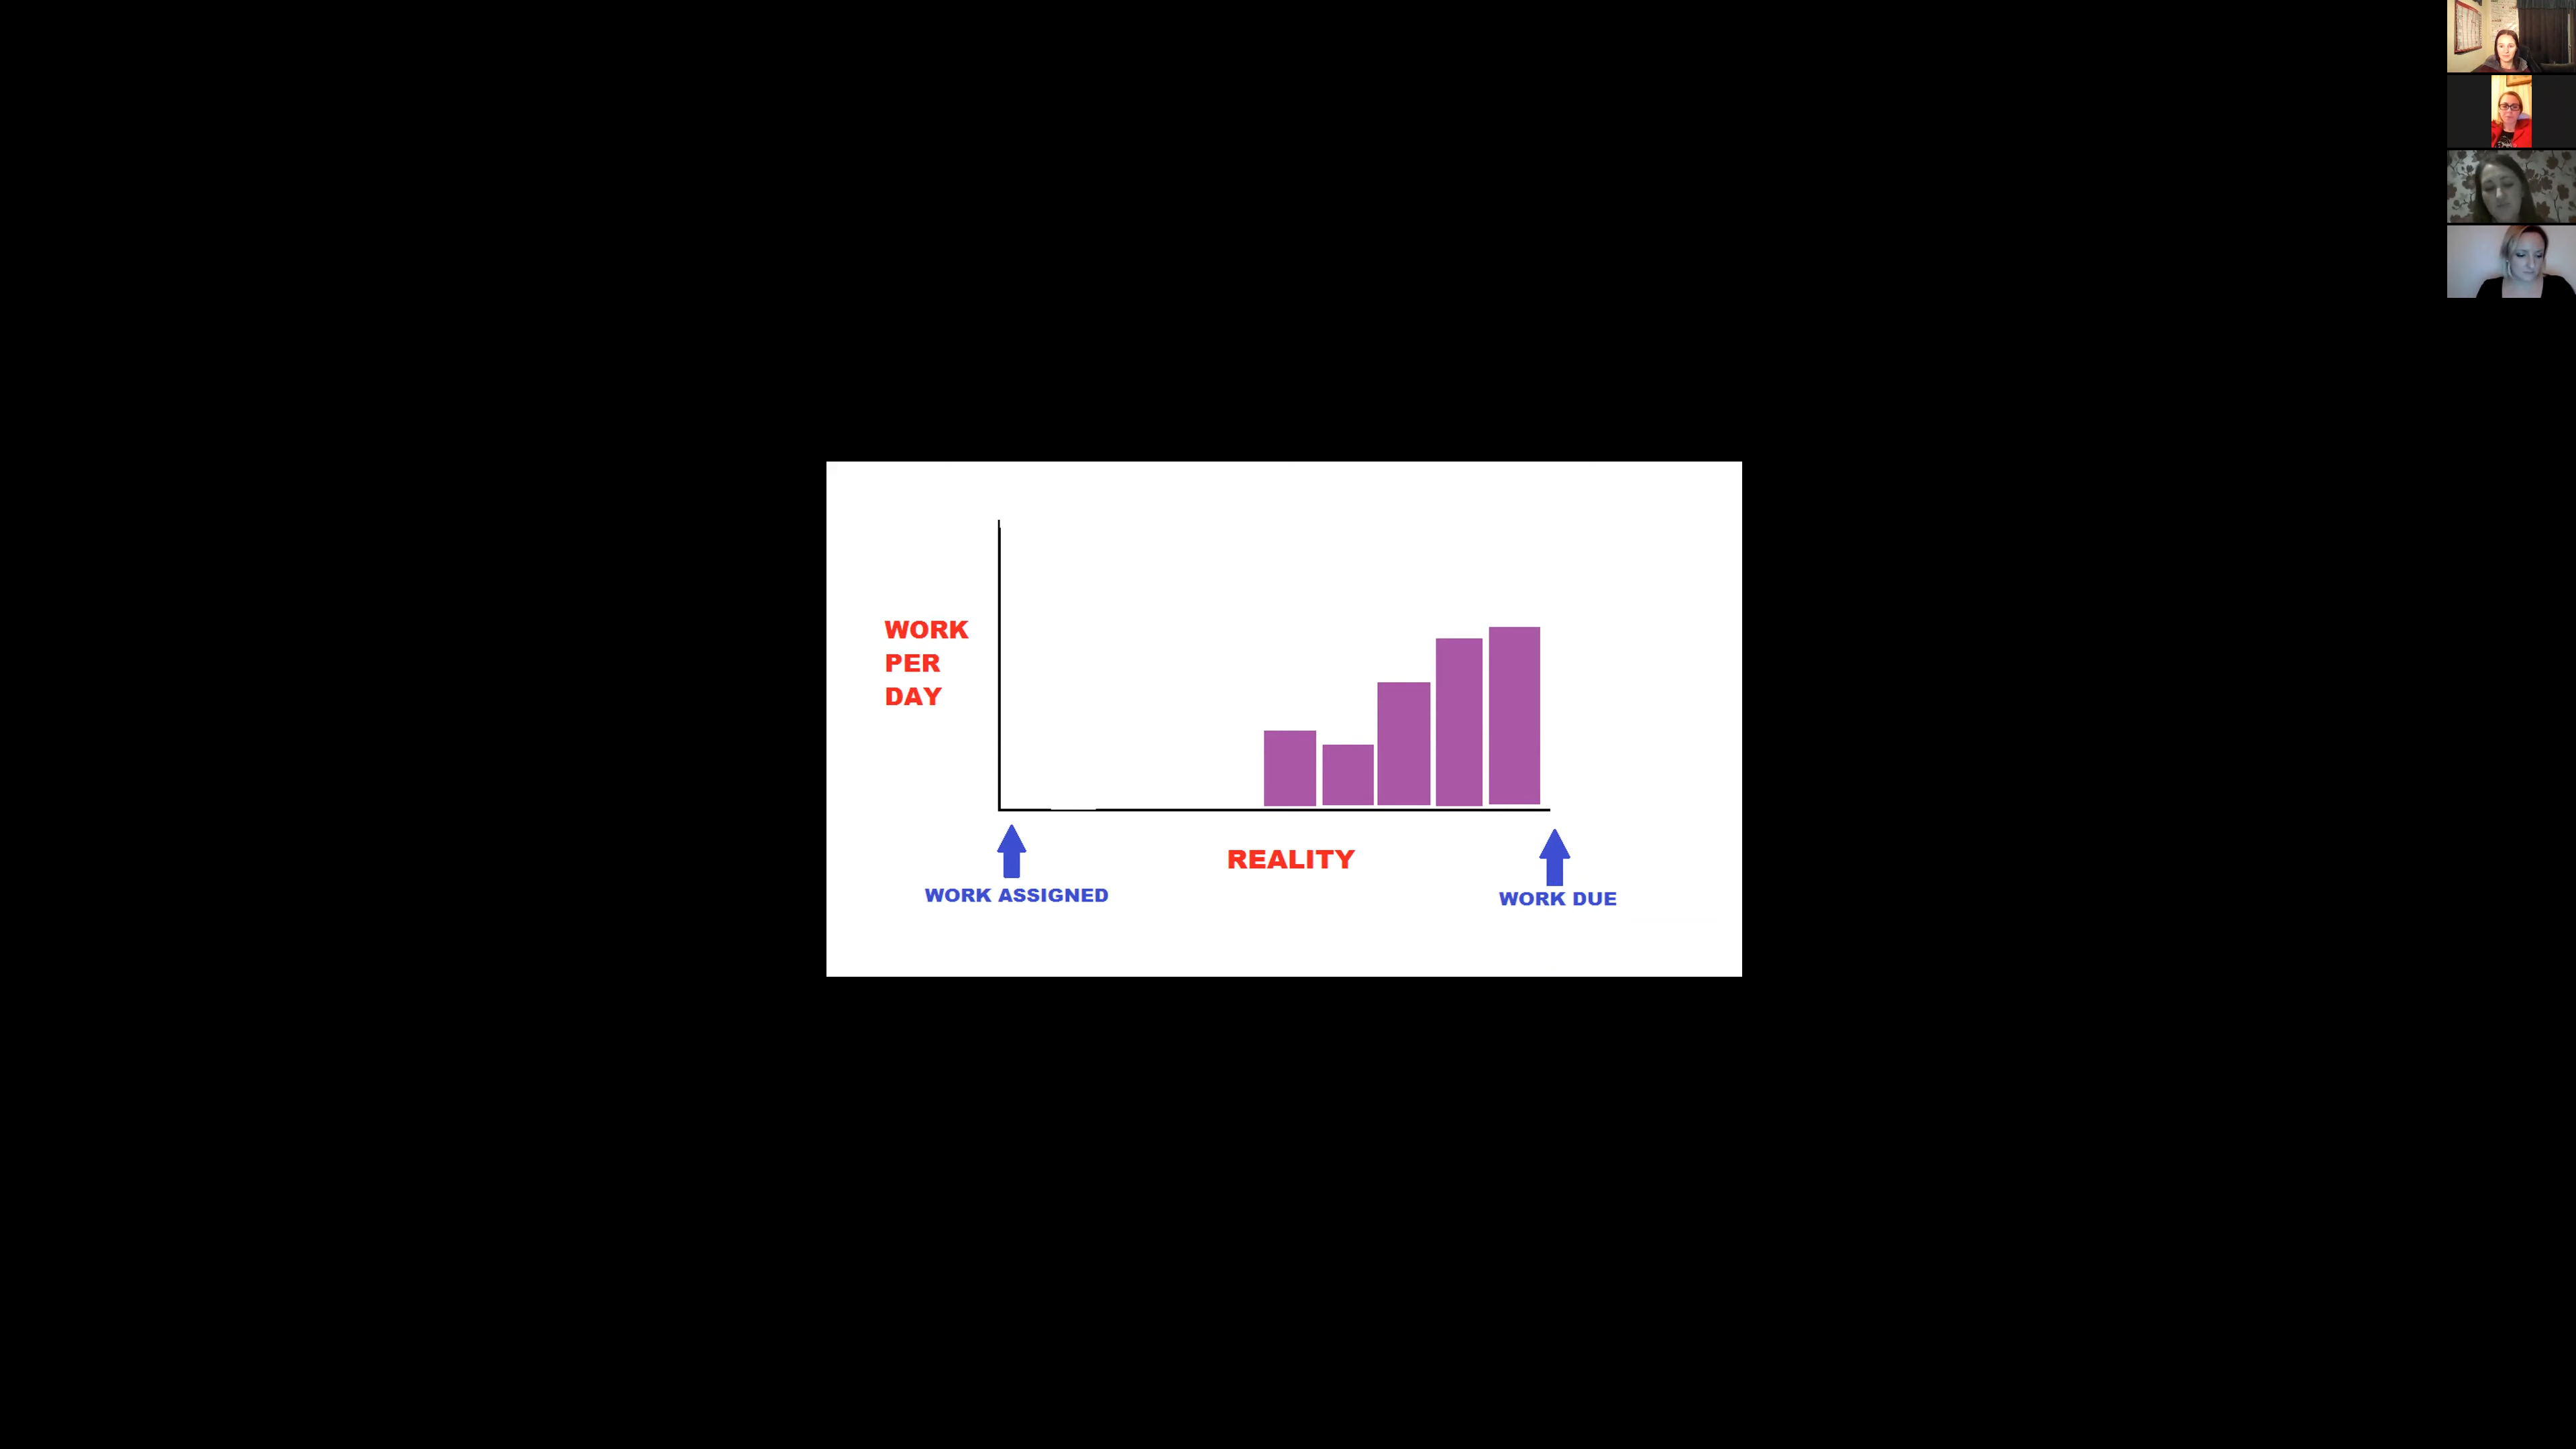 WORK
PER
DAY
REALITY
WORK ASSIGNED
WORK DUE